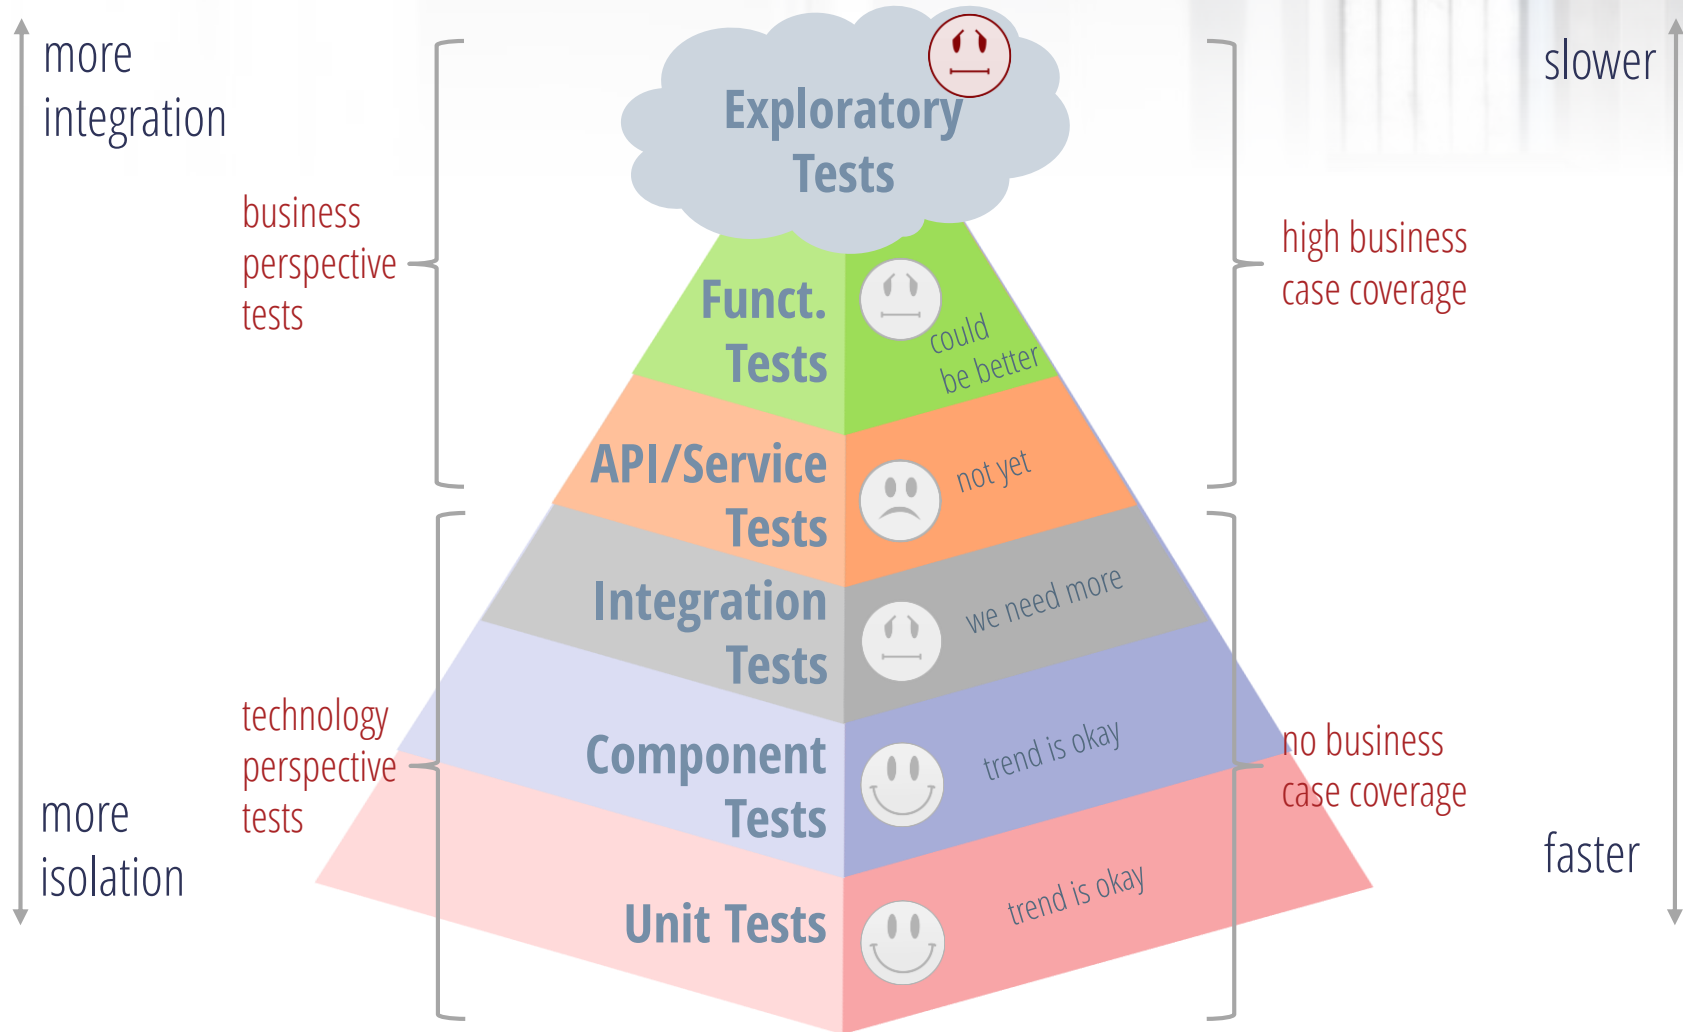 more
integration
slower
Exploratory
Tests
business
perspective
tests
high business
case coverage
Funct.
Tests
could
be better
API/Service
Tests
not yet
Integration
Tests
we need more
technology
perspective
tests
Component
Tests
trend is okay
no business
case coverage
more
isolation
faster
Unit Tests
trend is okay